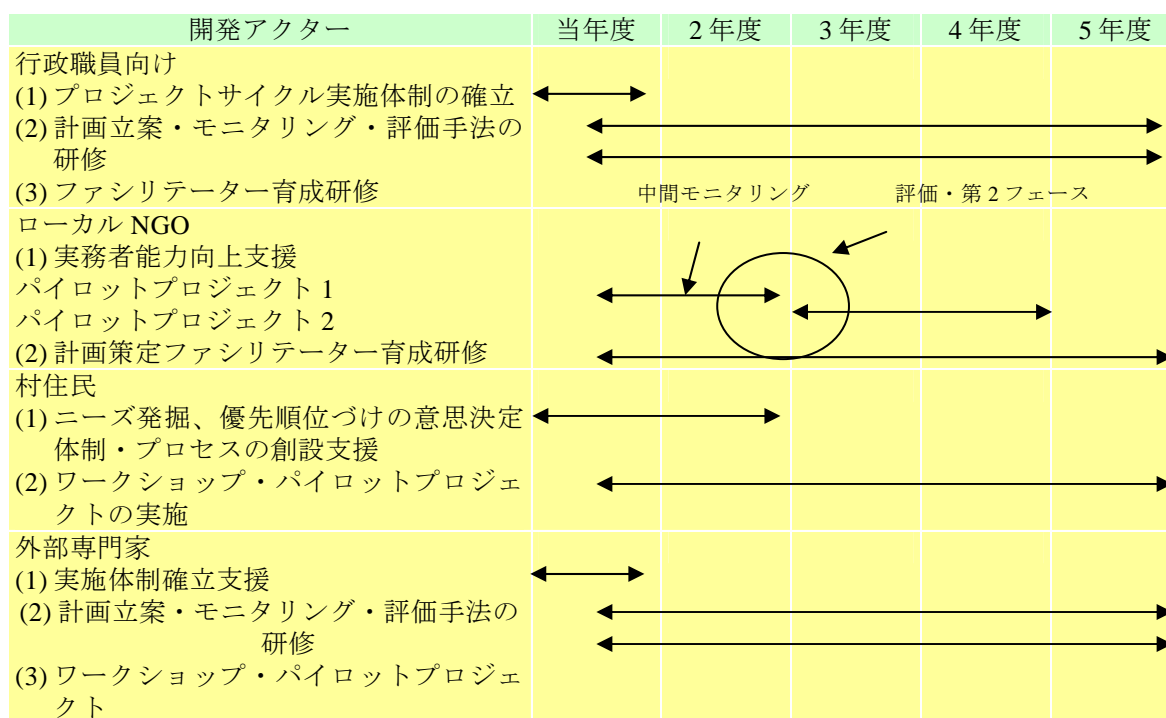 開発アクター 当年度 2年度 3年度 4年度 5年度
行政職員向け
(1) プロジェクトサイクル実施体制の確立
(2) 計画立案・モニタリング・評価手法の
研修
(3) ファシリテーター育成研修
中間モニタリング 評価・第2フェース
ローカル NGO
(1) 実務者能力向上支援
パイロットプロジェクト 1
パイロットプロジェクト 2
(2) 計画策定ファシリテーター育成研修
村住民
(1) ニーズ発掘、優先順位づけの意思決定
体制・プロセスの創設支援
(2) ワークショップ・パイロットプロジェ
クトの実施
外部専門家
(1) 実施体制確立支援
(2) 計画立案・モニタリング・評価手法の
研修
(3) ワークショップ・パイロットプロジェ
クト